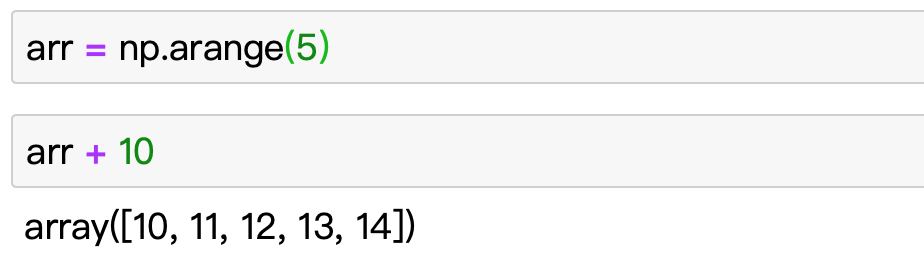 arr = np.arange(5)
arr + 10
array([10, 11, 12, 13, 14])